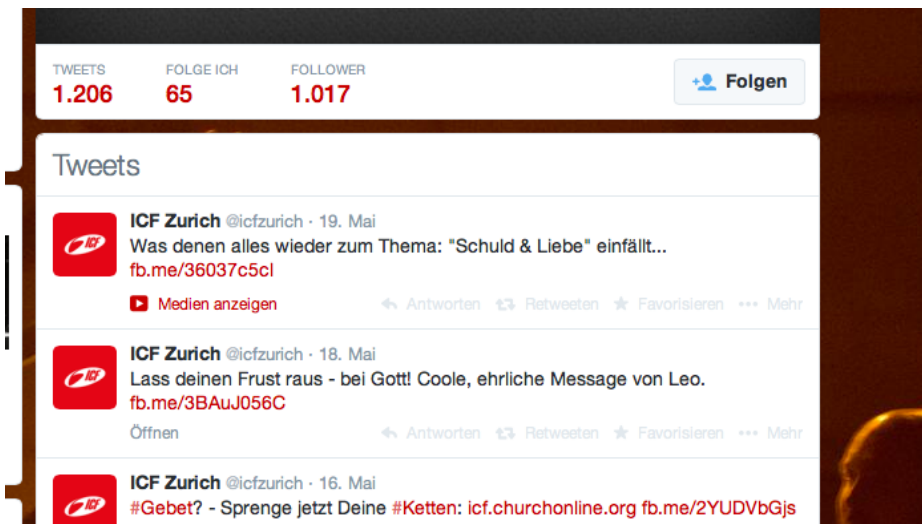 TWEETS FOLGE ICH FOLLOWER
1.206 65 1.017
Folgen
Tweets
ICF Zurich @icfzurich · 19. Mai
Was denen alles wieder zum Thema: "Schuld & Liebe" einfällt...
fb.me/36037c5cl
Medien anzeigen Antworten Retweeten Favorisieren Mehr
ICF Zurich @icfzurich · 18. Mai
Lass deinen Frust raus - bei Gott! Coole, ehrliche Message von Leo.
fb.me/3BAuJ056C
Öffnen Antworten Retweeten Favorisieren Mehr
ICF Zurich @icfzurich · 16. Mai
#Gebet? - Sprenge jetzt Deine #Ketten: icf.churchonline.org fb.me/2YUDVbGjs
ICF
ICF
ICF